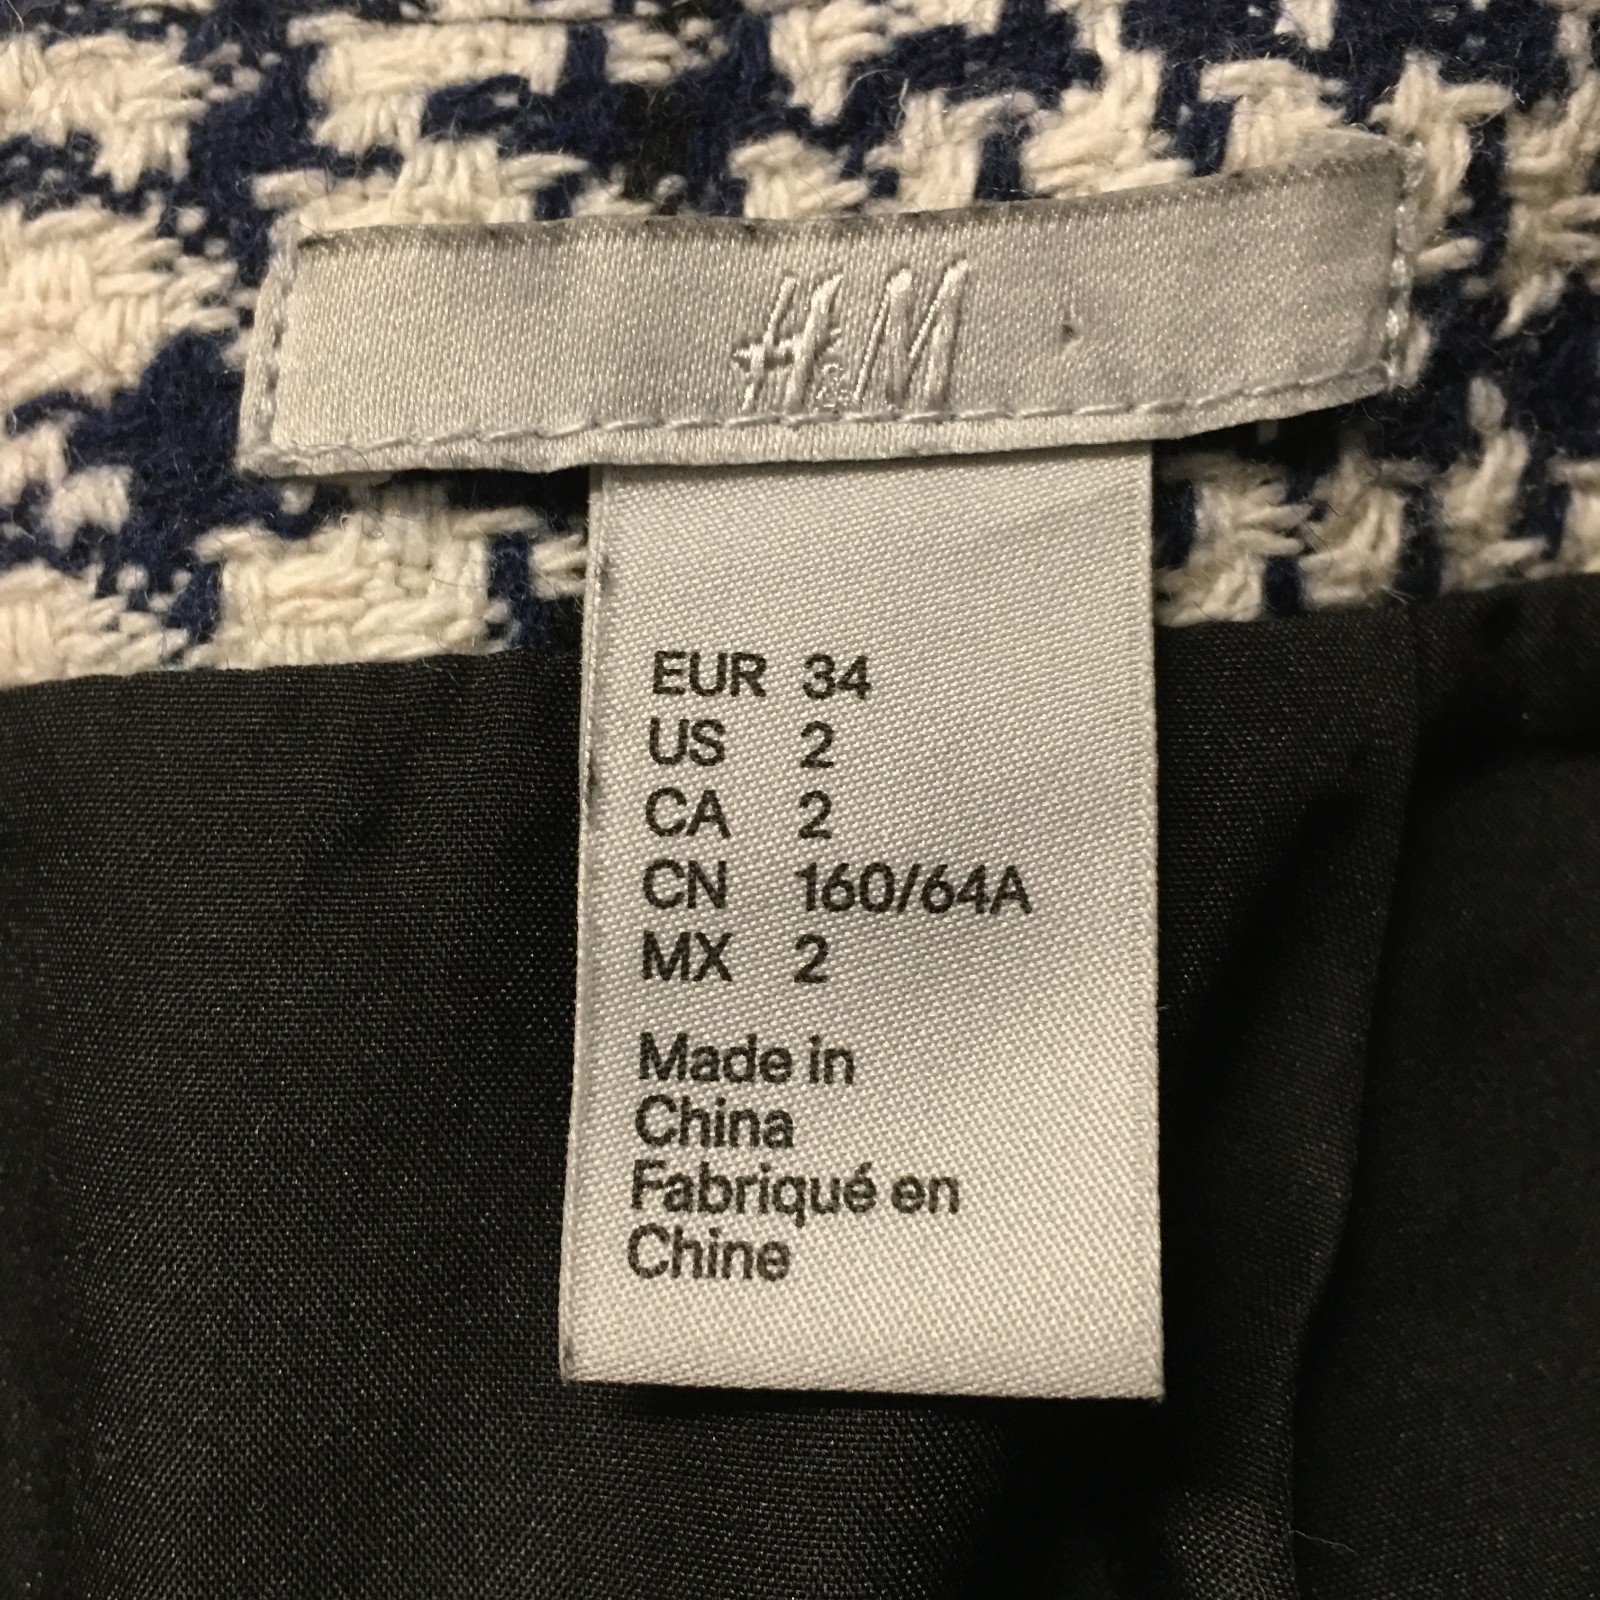 H&M
EUR 34
US 2
CA 2
CN 160/64A
MX 2
Made in
China
Fabriqué en
Chine